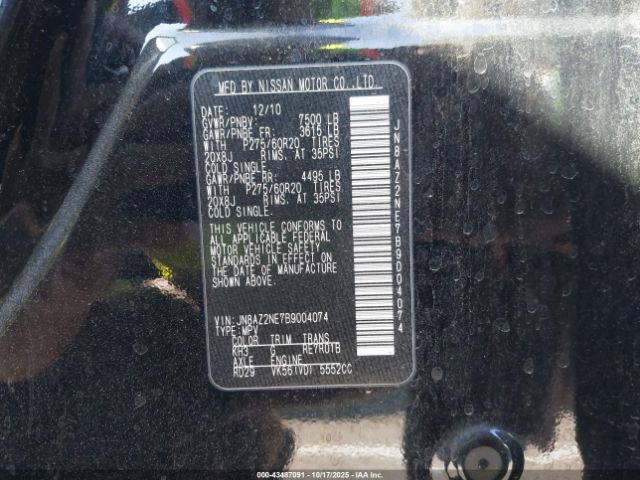 MFD BY NISSAN MOTOR CO.,LTD.
DATE: 12/10
GVWR/PNBV: 7500 LB
GAWR/PNBE FR: 3615 LB
WITH P275/60R20 TIRES
20X8J RIMS, AT 35PSI
COLD SINGLE.
GAWR/PNBE RR: 4495 LB
WITH P275/60R20 TIRES
20X8J RIMS, AT 35PSI
COLD SINGLE.
THIS VEHICLE CONFORMS TO
ALL APPLICABLE FEDERAL
MOTOR VEHICLE SAFETY
STANDARDS IN EFFECT ON
THE DATE OF MANUFACTURE
SHOWN ABOVE.
VIN: JN8AZ2NE7B9004074
TYPE: MPV
COLOR TRIM TRANS
KH3 G RE7R01B
AXLE ENGINE
RD29 VK56(VD) 5552CC
JN8AZ2NE7B9004074
000-43487091 - 10/17/2025 - IAAI.COM